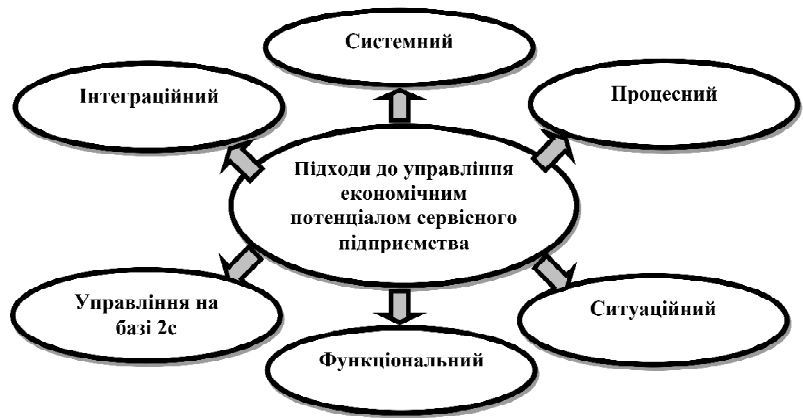 Системний
Інтеграційний
Процесний
Підходи до управління
економічним
потенціалом сервісного
підприємства
Управління на
базі 2с
Ситуаційний
Функціональний